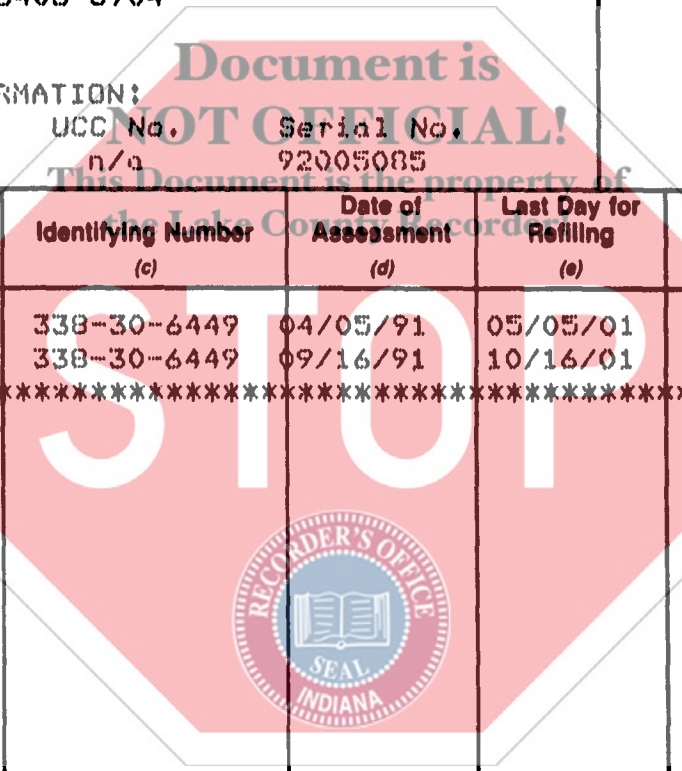 RMATION:
Document is
NOT OFFICIAL!
UCC No. Serial No.
n/a 92005085
This Document is the property of
the Lake County Recorder!
Identifying Number Date of Assessment Last Day for Refiling
(c) (d) (e)
338-30-6449 04/05/91 05/05/01
338-30-6449 09/16/91 10/16/01
STOP
RECORDER'S OFFICE
SEAL
INDIANA